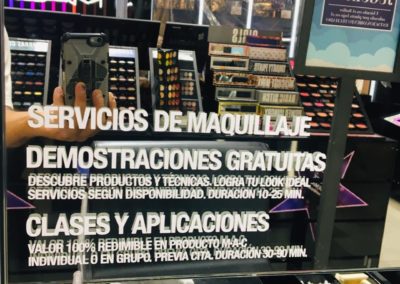 SERVICIOS DE MAQUILLAJE
DEMOSTRACIONES GRATUITAS
DESCUBRE PRODUCTOS Y TÉCNICAS. LOGRA TU LOOK IDEAL
SERVICIOS SEGÚN DISPONIBILIDAD. DURACIÓN 10-25 MIN.
CLASES Y APLICACIONES
VALOR 100% REDIMIBLE EN PRODUCTO M·A·C
INDIVIDUAL O EN GRUPO. PREVIA CITA. DURACIÓN 30-90 MIN.